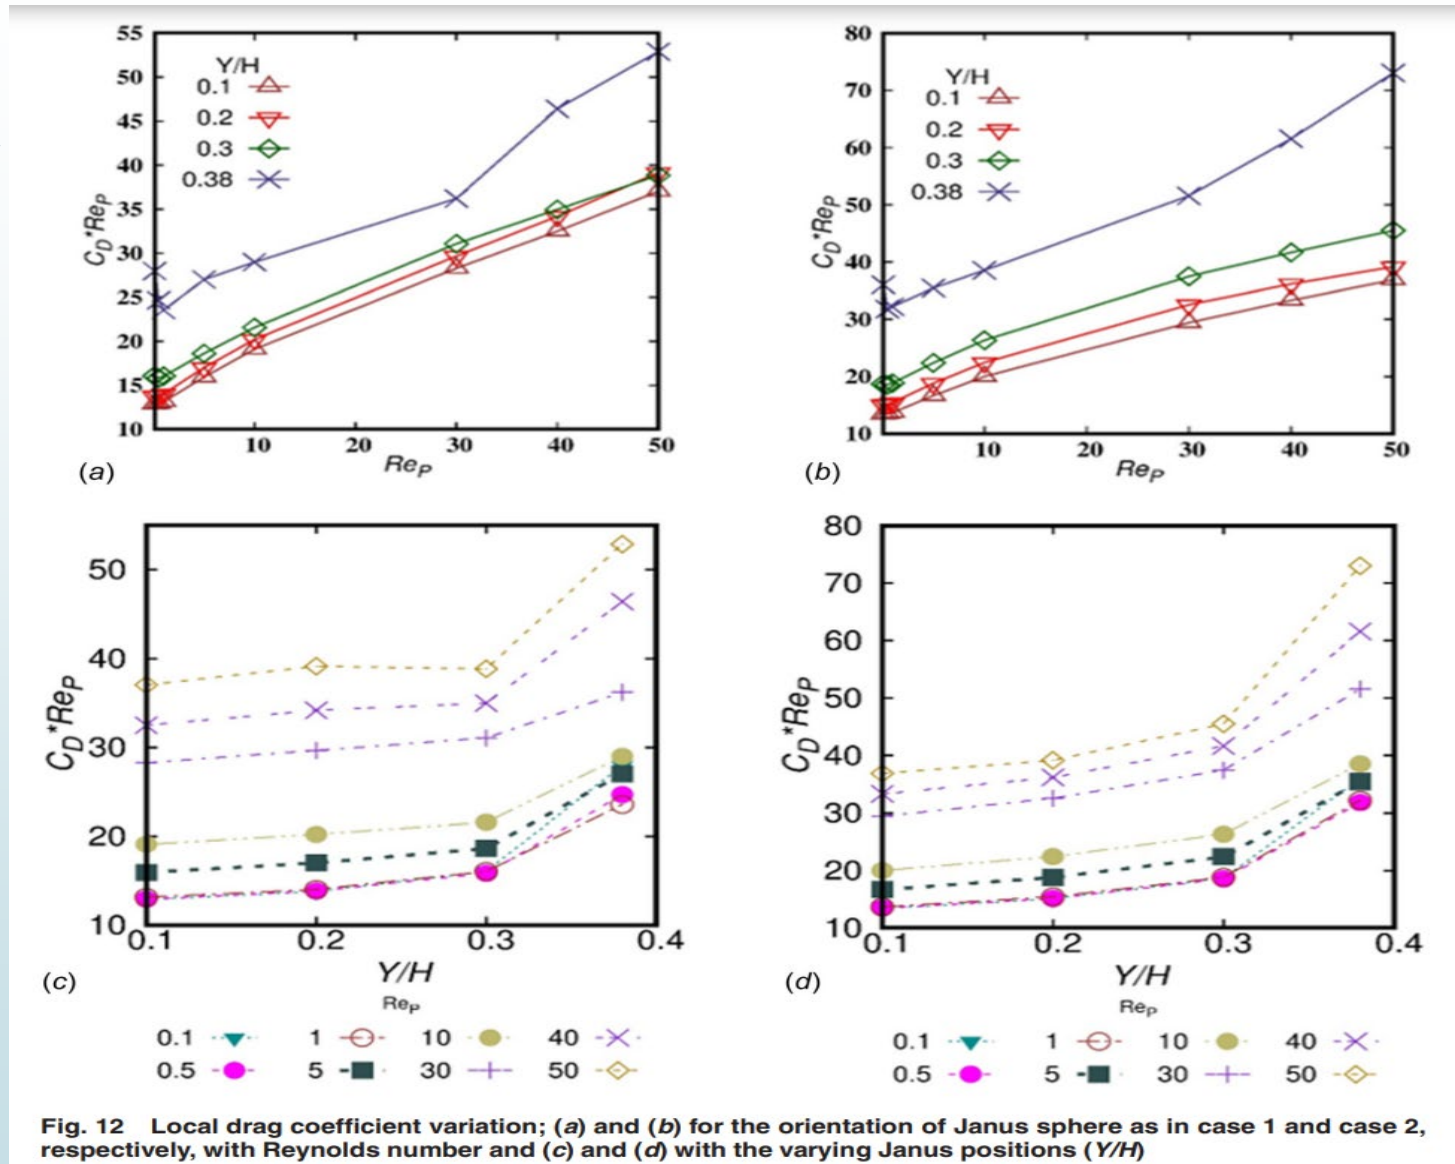 55
50
45
40
35
30
25
20
15
10
C_D*Re_P
Y/H
0.1
0.2
0.3
0.38
10 20 30 40 50
(a) Re_P
80
70
60
50
40
30
20
10
C_D*Re_P
Y/H
0.1
0.2
0.3
0.38
10 20 30 40 50
(b) Re_P
50
40
30
20
10
C_D*Re_P
0.1 0.2 0.3 0.4
(c) Y/H
Re_P
0.1 1 10 40
0.5 5 30 50
80
70
60
50
40
30
20
10
C_D*Re_P
0.1 0.2 0.3 0.4
(d) Y/H
Re_P
0.1 1 10 40
0.5 5 30 50
Fig. 12 Local drag coefficient variation; (a) and (b) for the orientation of Janus sphere as in case 1 and case 2,
respectively, with Reynolds number and (c) and (d) with the varying Janus positions (Y/H)